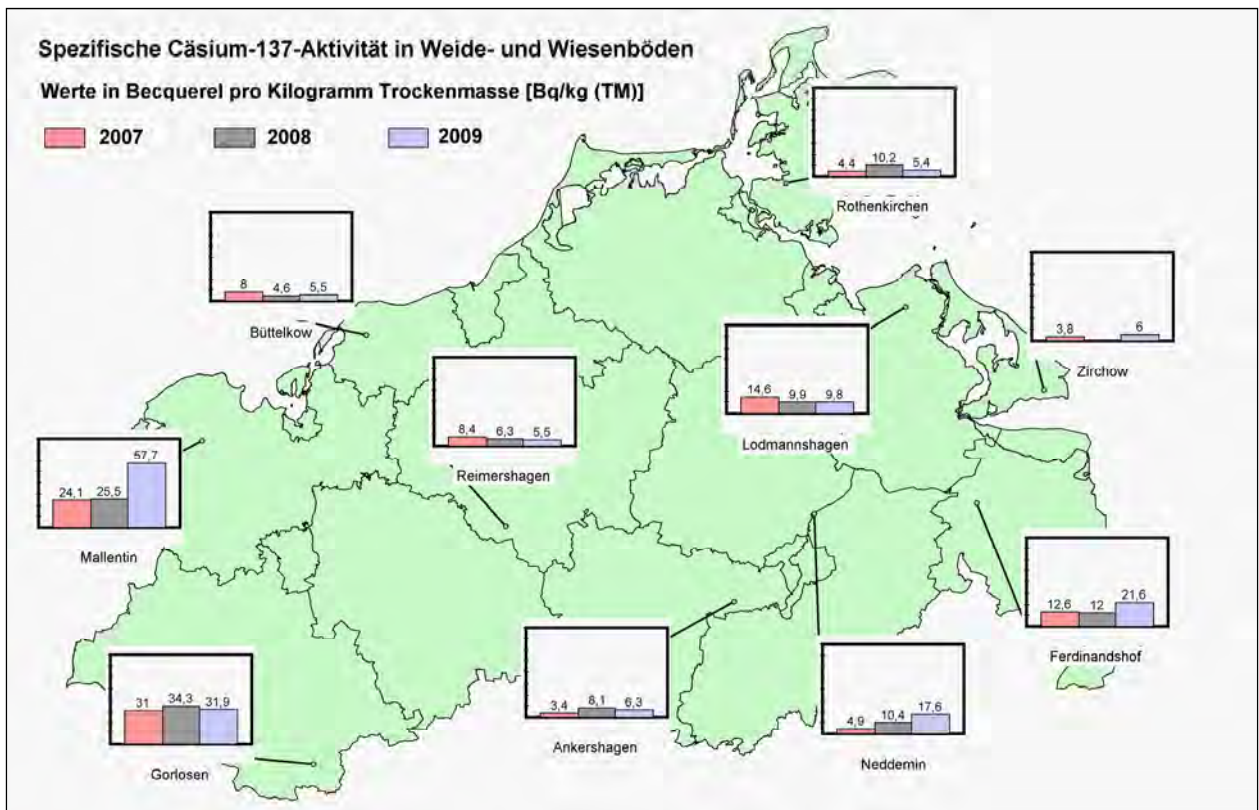 Spezifische Cäsium-137-Aktivität in Weide- und Wiesenböden
Werte in Becquerel pro Kilogramm Trockenmasse [Bq/kg (TM)]
2007 2008 2009
4,4 10,2 5,4
Rothenkirchen
8 4,6 5,5
Büttelkow
3,8 6
Zirchow
14,6 9,9 9,8
Lodmannshagen
8,4 6,3 5,5
Reimershagen
24,1 25,5 57,7
Mallentin
12,6 12 21,6
Ferdinandshof
31 34,3 31,9
Gorlosen
3,4 8,1 6,3
Ankershagen
4,9 10,4 17,6
Neddemin